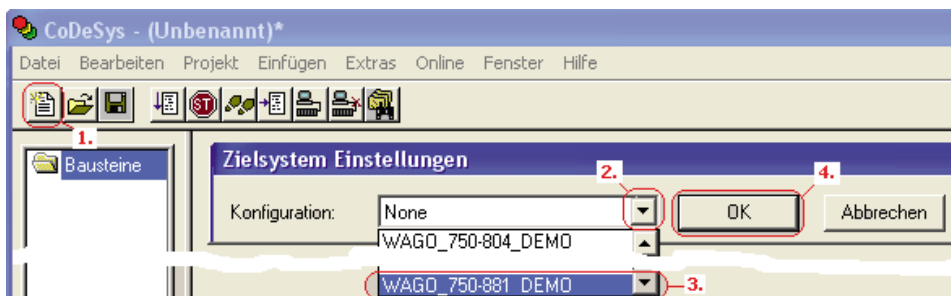 CoDeSys - (Unbenannt)*
Datei Bearbeiten Projekt Einfügen Extras Online Fenster Hilfe
ST
1.
Bausteine
Zielsystem Einstellungen
2.
4.
Konfiguration: None OK Abbrechen
WAGO_750-804_DEMO
WAGO_750-881_DEMO
3.